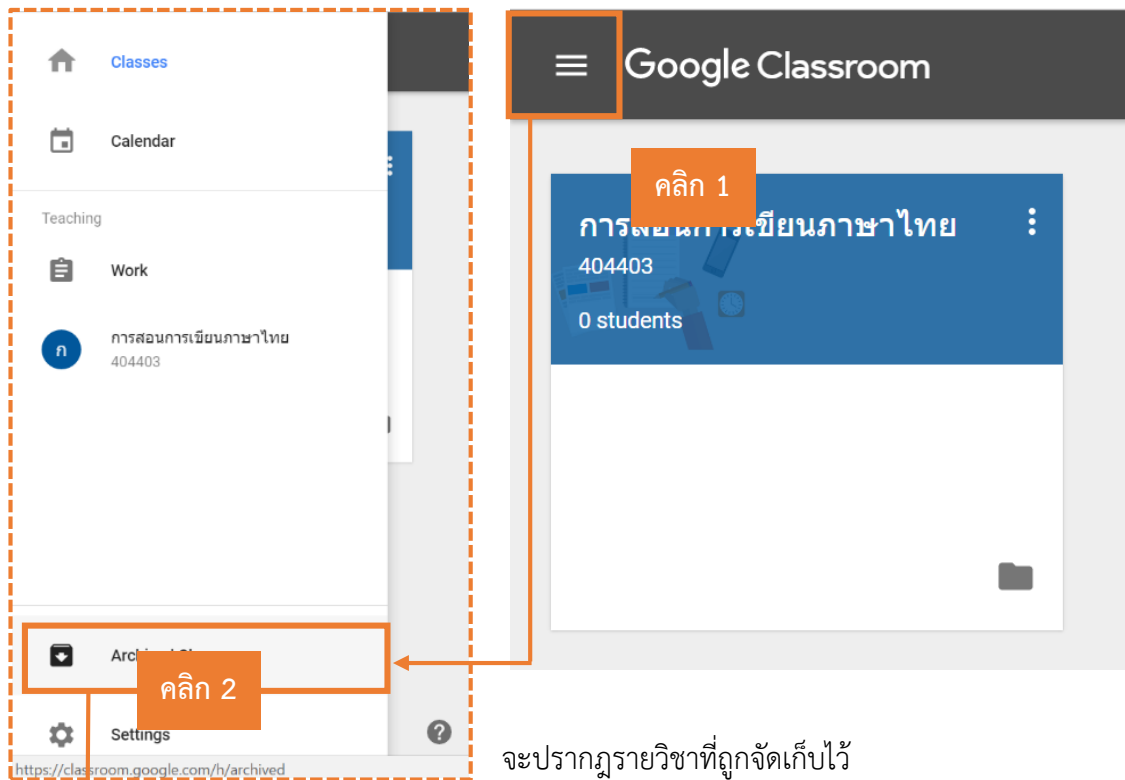 Classes
Calendar
Teaching
Work
การสอนการเขียนภาษาไทย
ก
404403
คลิก 2
Settings
https://classroom.google.com/h/archived
Google Classroom
คลิก 1
การสอนการเขียนภาษาไทย
404403
0 students
จะปรากฏรายวิชาที่ถูกจัดเก็บไว้